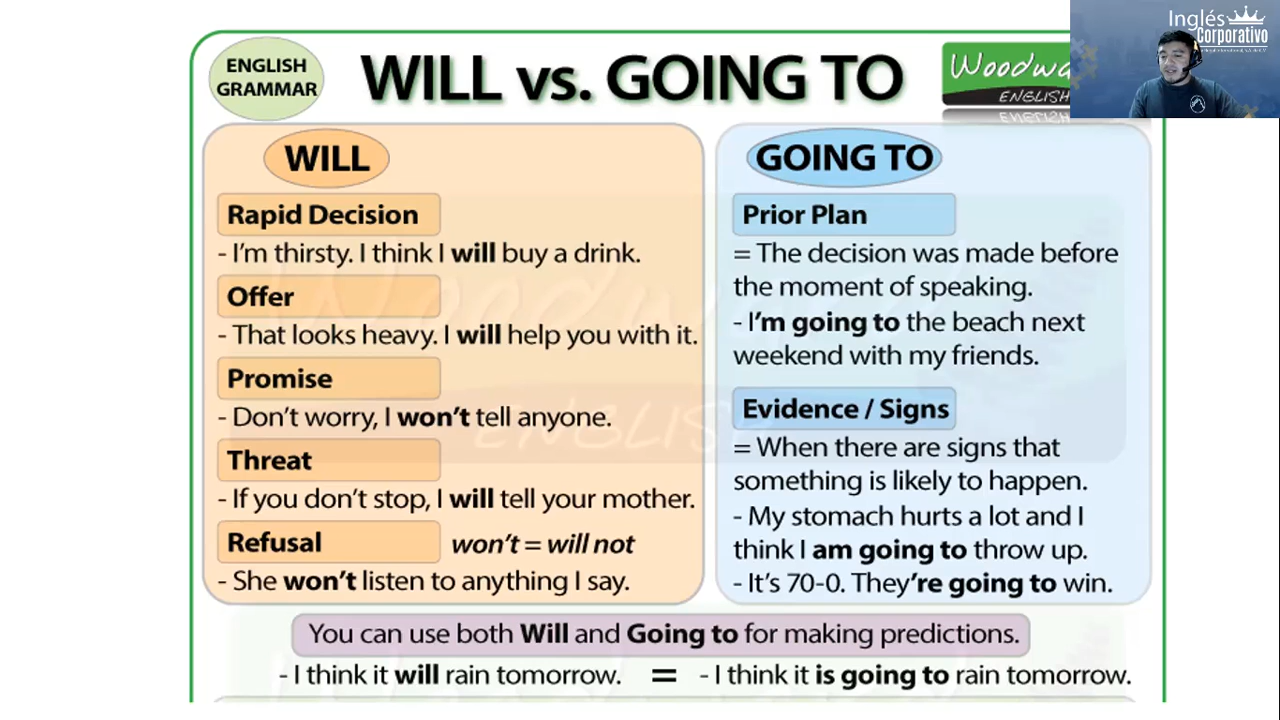 ENGLISH
GRAMMAR
WILL vs. GOING TO
ENGLISH
Inglés
Corporativo
WILL
Rapid Decision
- I'm thirsty. I think I will buy a drink.
Offer
- That looks heavy. I will help you with it.
Promise
- Don't worry, I won't tell anyone.
Threat
- If you don't stop, I will tell your mother.
Refusal won't = will not
- She won't listen to anything I say.
GOING TO
Prior Plan
= The decision was made before
the moment of speaking.
- I'm going to the beach next
weekend with my friends.
Evidence / Signs
= When there are signs that
something is likely to happen.
- My stomach hurts a lot and I
think I am going to throw up.
- It's 70-0. They're going to win.
You can use both Will and Going to for making predictions.
- I think it will rain tomorrow. = - I think it is going to rain tomorrow.